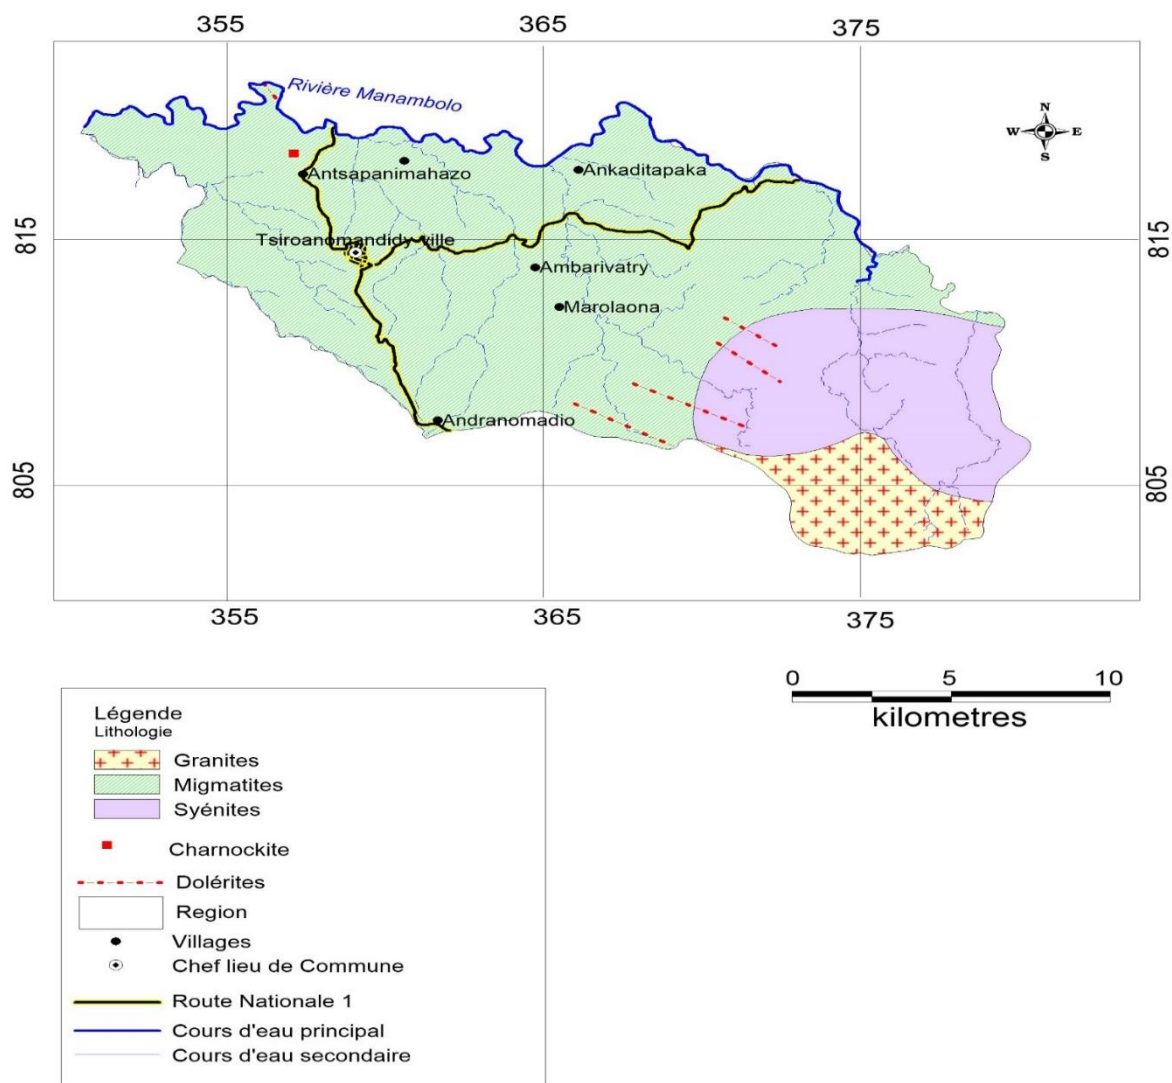 355 365 375
Rivière Manambolo
N
W E
S
Antsapanimahazo
Ankaditapaka
815 815
Tsiroanomandidy ville
Ambarivatry
Marolaona
Andranomadio
805 805
355 365 375
0 5 10
kilometres
Légende
Lithologie
Granites
Migmatites
Syénites
Charnockite
Dolérites
Region
Villages
Chef lieu de Commune
Route Nationale 1
Cours d'eau principal
Cours d'eau secondaire